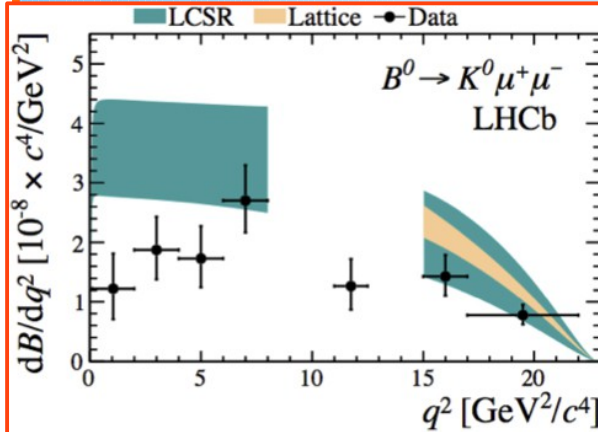 LCSR Lattice Data
dB/dq² [10⁻⁸ × c⁴/GeV²]
5
4
3
2
1
0
B⁰ → K⁰μ⁺μ⁻
LHCb
0 5 10 15 20
q² [GeV²/c⁴]